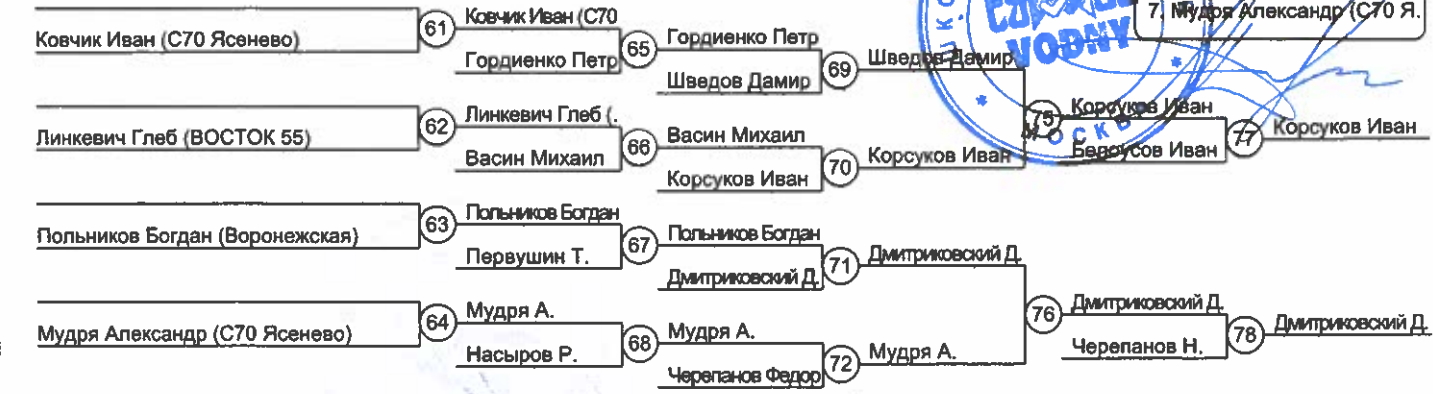 Ковчик Иван (С70 Ясенево)
61
Ковчик Иван (С70
Гордиенко Петр
65
Гордиенко Петр
Шведов Дамир
69
Шведов Дамир
7. Мудря Александр (С70 Я.
VODNY
МОСКВ
Линкевич Глеб (ВОСТОК 55)
62
Линкевич Глеб (.
Васин Михаил
66
Васин Михаил
Корсуков Иван
70
Корсуков Иван
75
Корсуков Иван
Белоусов Иван
77
Корсуков Иван
Польников Богдан (Воронежская)
63
Польников Богдан
Первушин Т.
67
Польников Богдан
Дмитриковский Д.
71
Дмитриковский Д.
Мудря Александр (С70 Ясенево)
64
Мудря А.
Насыров Р.
68
Мудря А.
Черепанов Федор
72
Мудря А.
76
Дмитриковский Д.
Черепанов Н.
78
Дмитриковский Д.